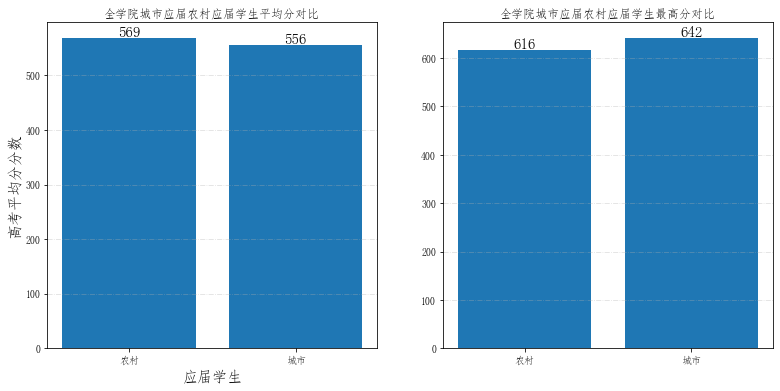 全学院城市应届农村应届学生平均分对比
569
556
500
400
300
200
100
0
高考平均分分数
农村
城市
应届学生
全学院城市应届农村应届学生最高分对比
616
642
600
500
400
300
200
100
0
农村
城市